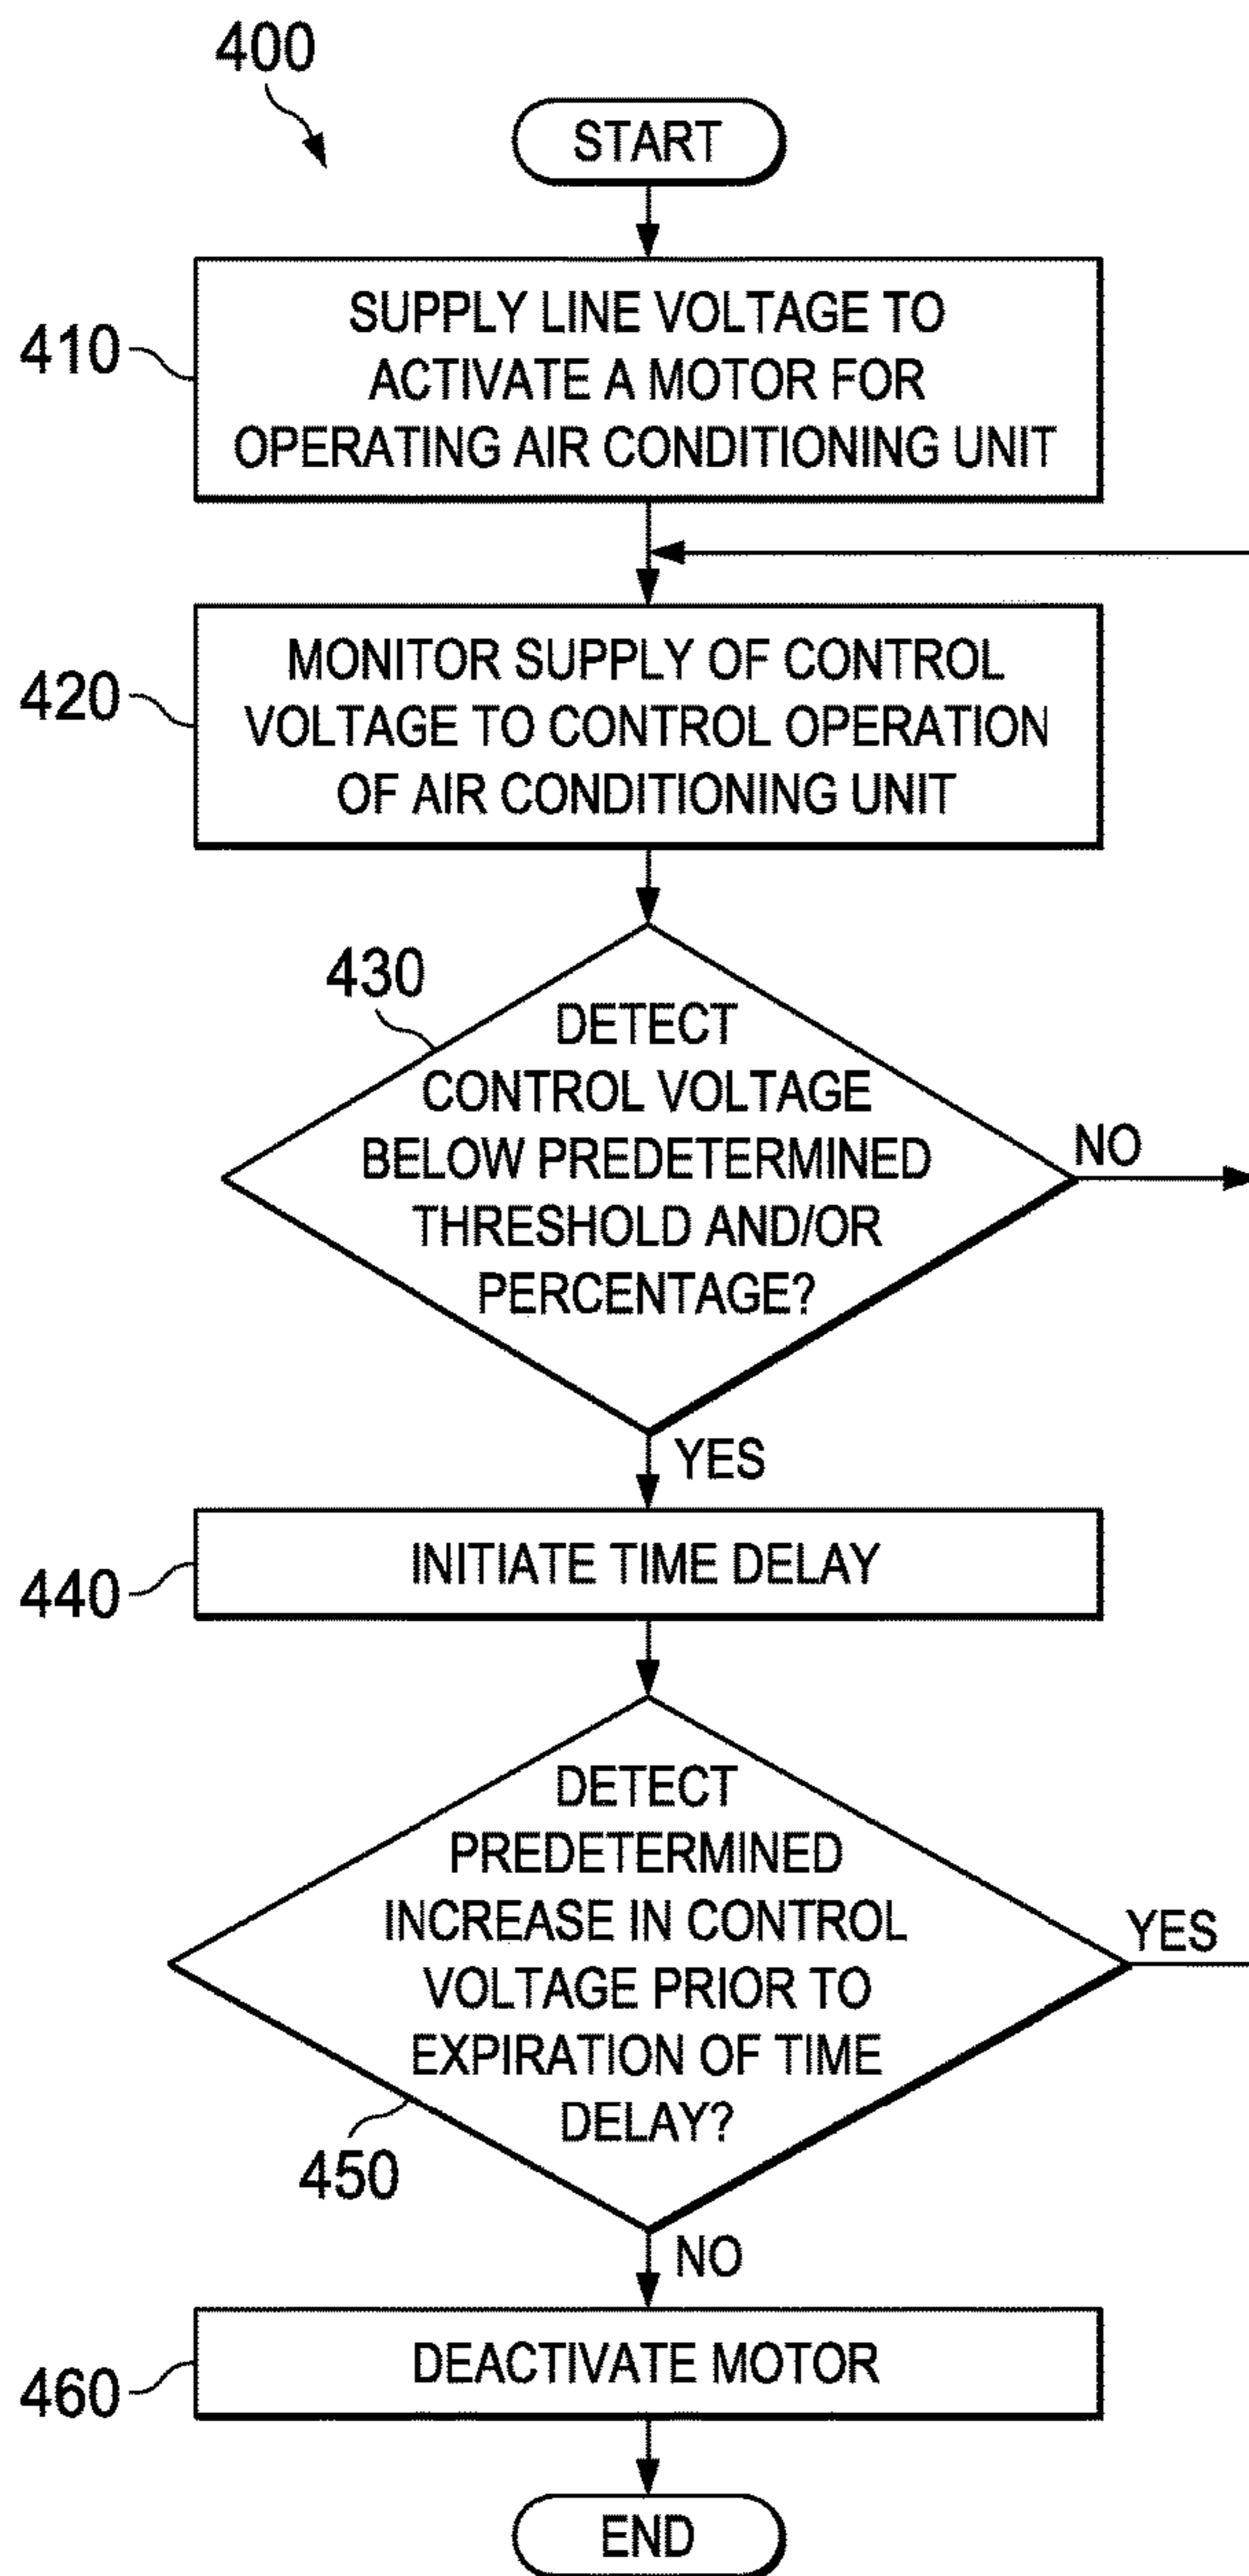 400
START
410
SUPPLY LINE VOLTAGE TO
ACTIVATE A MOTOR FOR
OPERATING AIR CONDITIONING UNIT
420
MONITOR SUPPLY OF CONTROL
VOLTAGE TO CONTROL OPERATION
OF AIR CONDITIONING UNIT
430
DETECT
CONTROL VOLTAGE
BELOW PREDETERMINED
THRESHOLD AND/OR
PERCENTAGE?
NO
YES
440
INITIATE TIME DELAY
DETECT
PREDETERMINED
INCREASE IN CONTROL
VOLTAGE PRIOR TO
EXPIRATION OF TIME
DELAY?
YES
450
NO
460
DEACTIVATE MOTOR
END